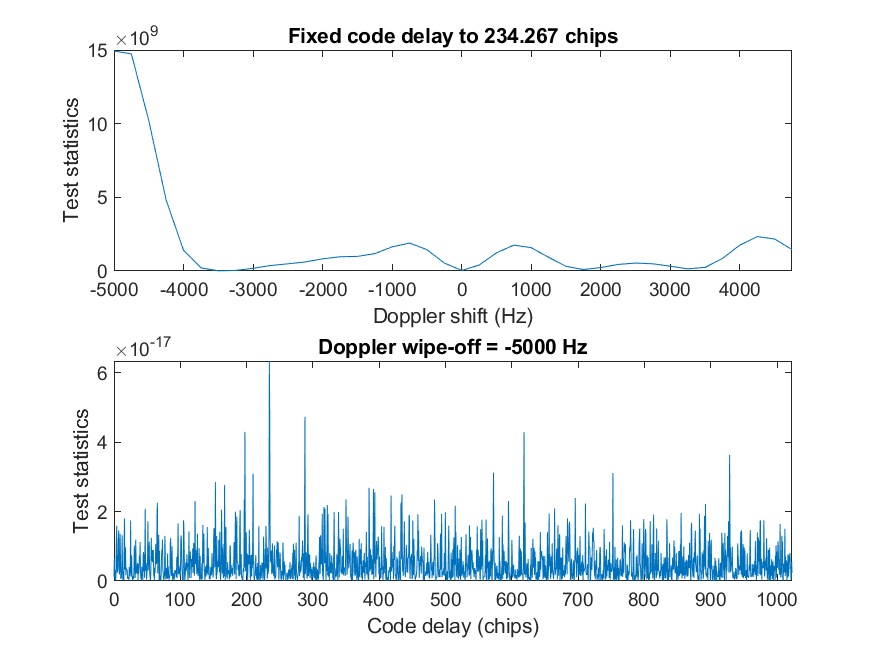 Fixed code delay to 234.267 chips
×10^9
15
10
5
0
Test statistics
-5000 -4000 -3000 -2000 -1000 0 1000 2000 3000 4000
Doppler shift (Hz)
Doppler wipe-off = -5000 Hz
×10^-17
6
4
2
0
Test statistics
0 100 200 300 400 500 600 700 800 900 1000
Code delay (chips)